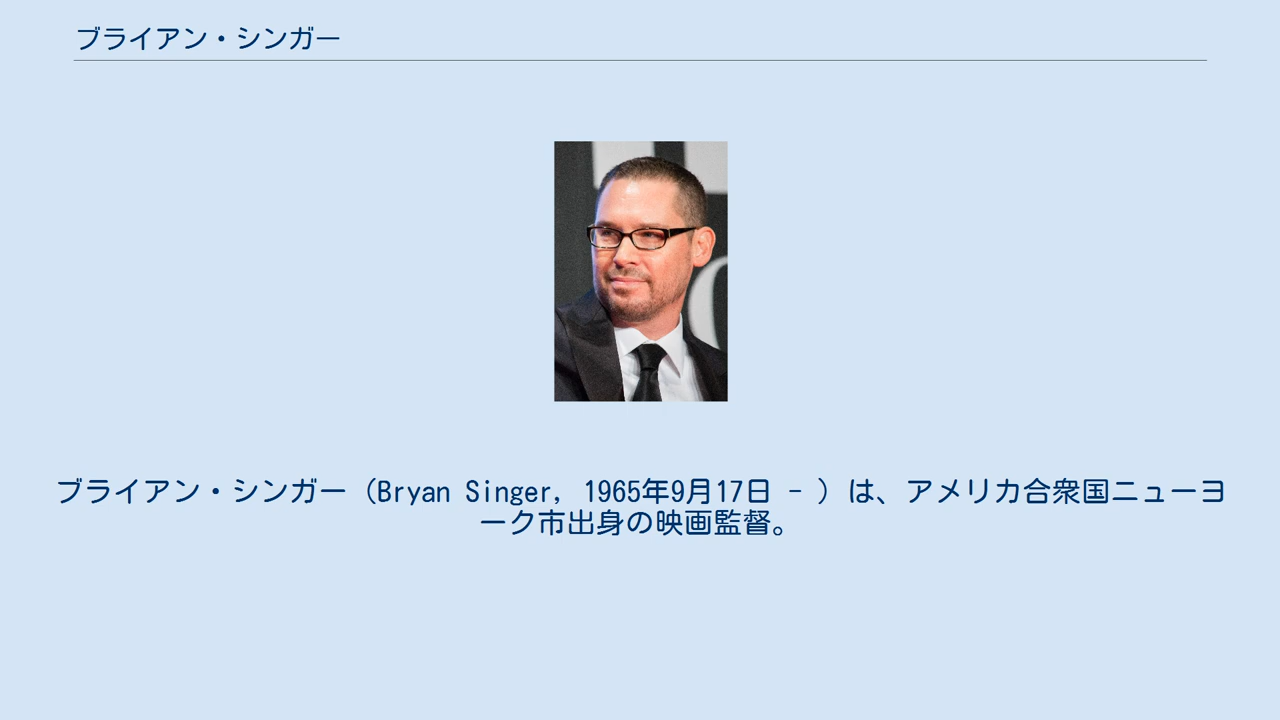 ブライアン・シンガー
ブライアン・シンガー（Bryan Singer, 1965年9月17日 - ）は、アメリカ合衆国ニューヨ
ーク市出身の映画監督。